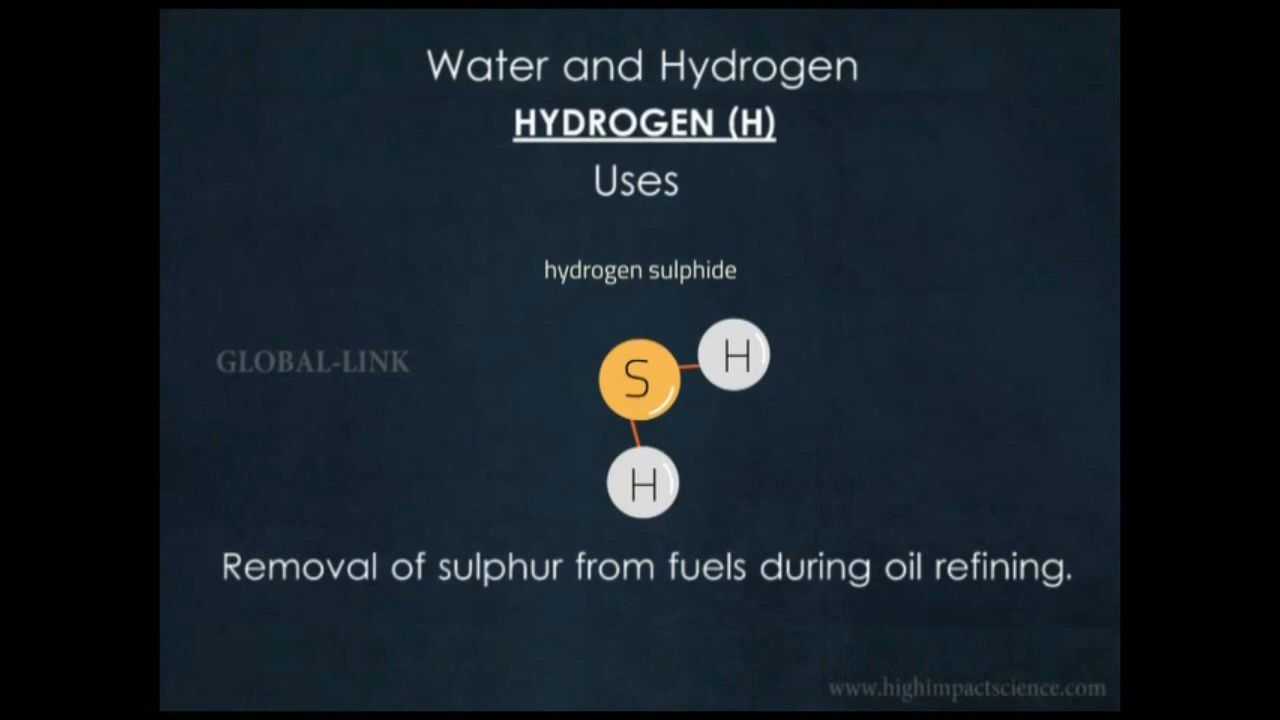 Water and Hydrogen
HYDROGEN (H)
Uses
hydrogen sulphide
S
H
H
GLOBAL-LINK
Removal of sulphur from fuels during oil refining.
www.highimpactscience.com